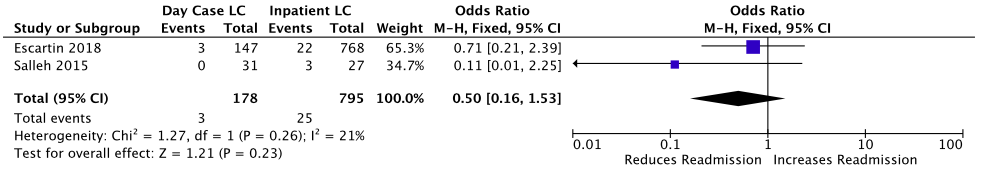 Day Case LC Inpatient LC Odds Ratio Odds Ratio
Study or Subgroup Events Total Events Total Weight M-H, Fixed, 95% CI M-H, Fixed, 95% CI
Escartin 2018 3 147 22 768 65.3% 0.71 [0.21, 2.39]
Salleh 2015 0 31 3 27 34.7% 0.11 [0.01, 2.25]
Total (95% CI) 178 795 100.0% 0.50 [0.16, 1.53]
Total events 3 25
Heterogeneity: Chi² = 1.27, df = 1 (P = 0.26); I² = 21%
Test for overall effect: Z = 1.21 (P = 0.23)
0.01 0.1 1 10 100
Reduces Readmission Increases Readmission